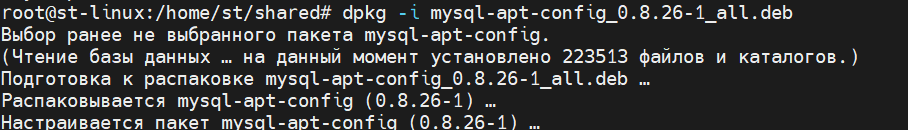 root@st-linux:/home/st/shared# dpkg -i mysql-apt-config_0.8.26-1_all.deb
Выбор ранее не выбранного пакета mysql-apt-config.
(Чтение базы данных … на данный момент установлено 223513 файлов и каталогов.)
Подготовка к распаковке mysql-apt-config_0.8.26-1_all.deb …
Распаковывается mysql-apt-config (0.8.26-1) …
Настраивается пакет mysql-apt-config (0.8.26-1) …